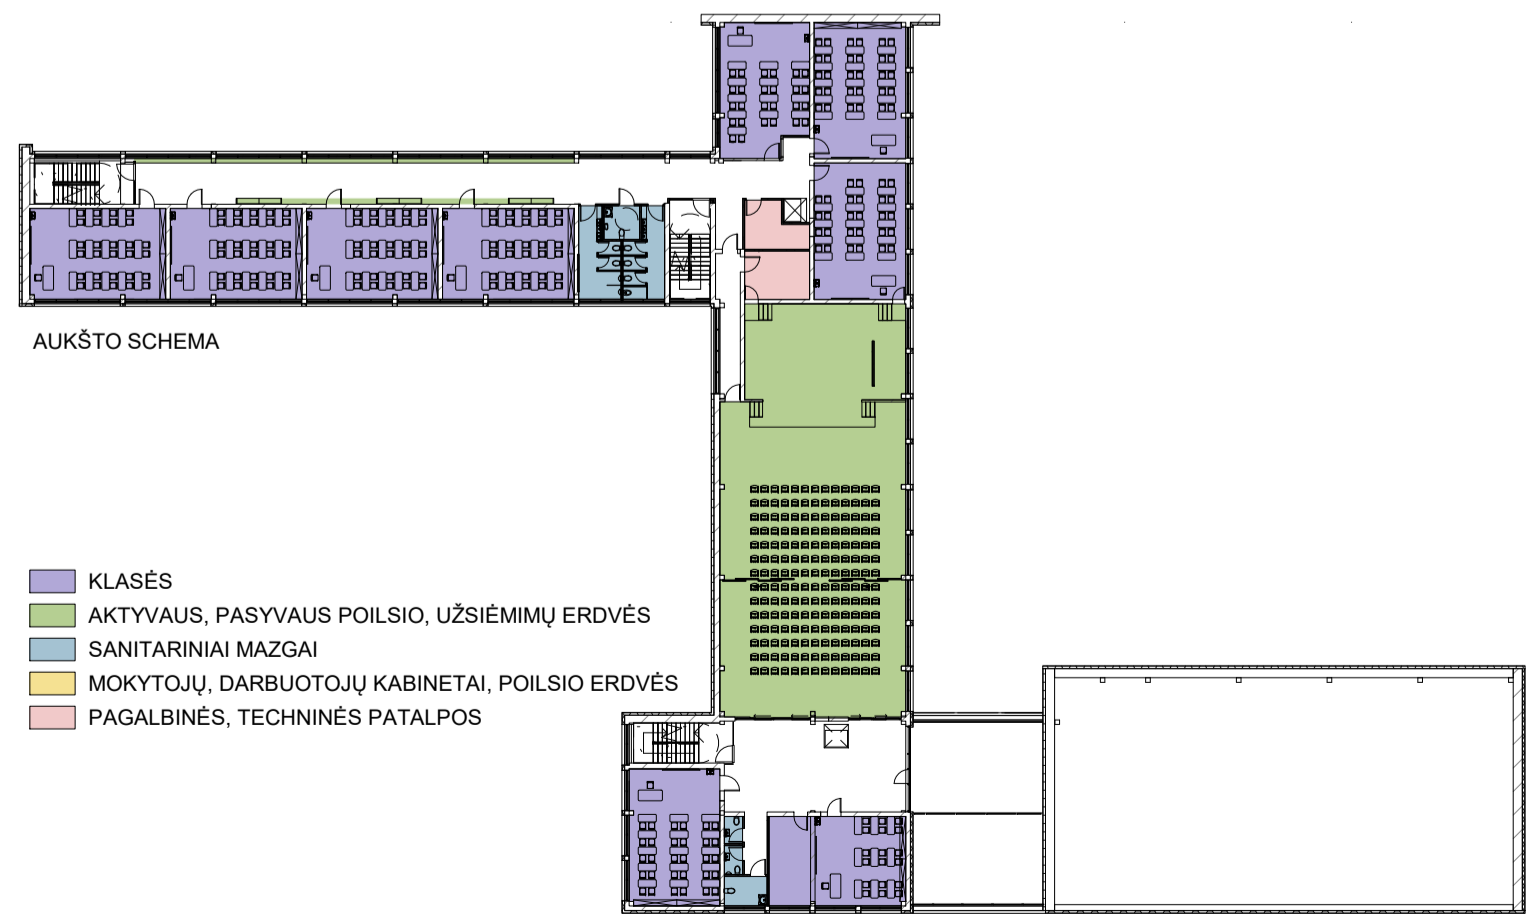 AUKŠTO SCHEMA
KLASĖS
AKTYVAUS, PASYVAUS POILSIO, UŽSIĖMIMŲ ERDVĖS
SANITARINIAI MAZGAI
MOKYTOJŲ, DARBUOTOJŲ KABINETAI, POILSIO ERDVĖS
PAGALBINĖS, TECHNINĖS PATALPOS